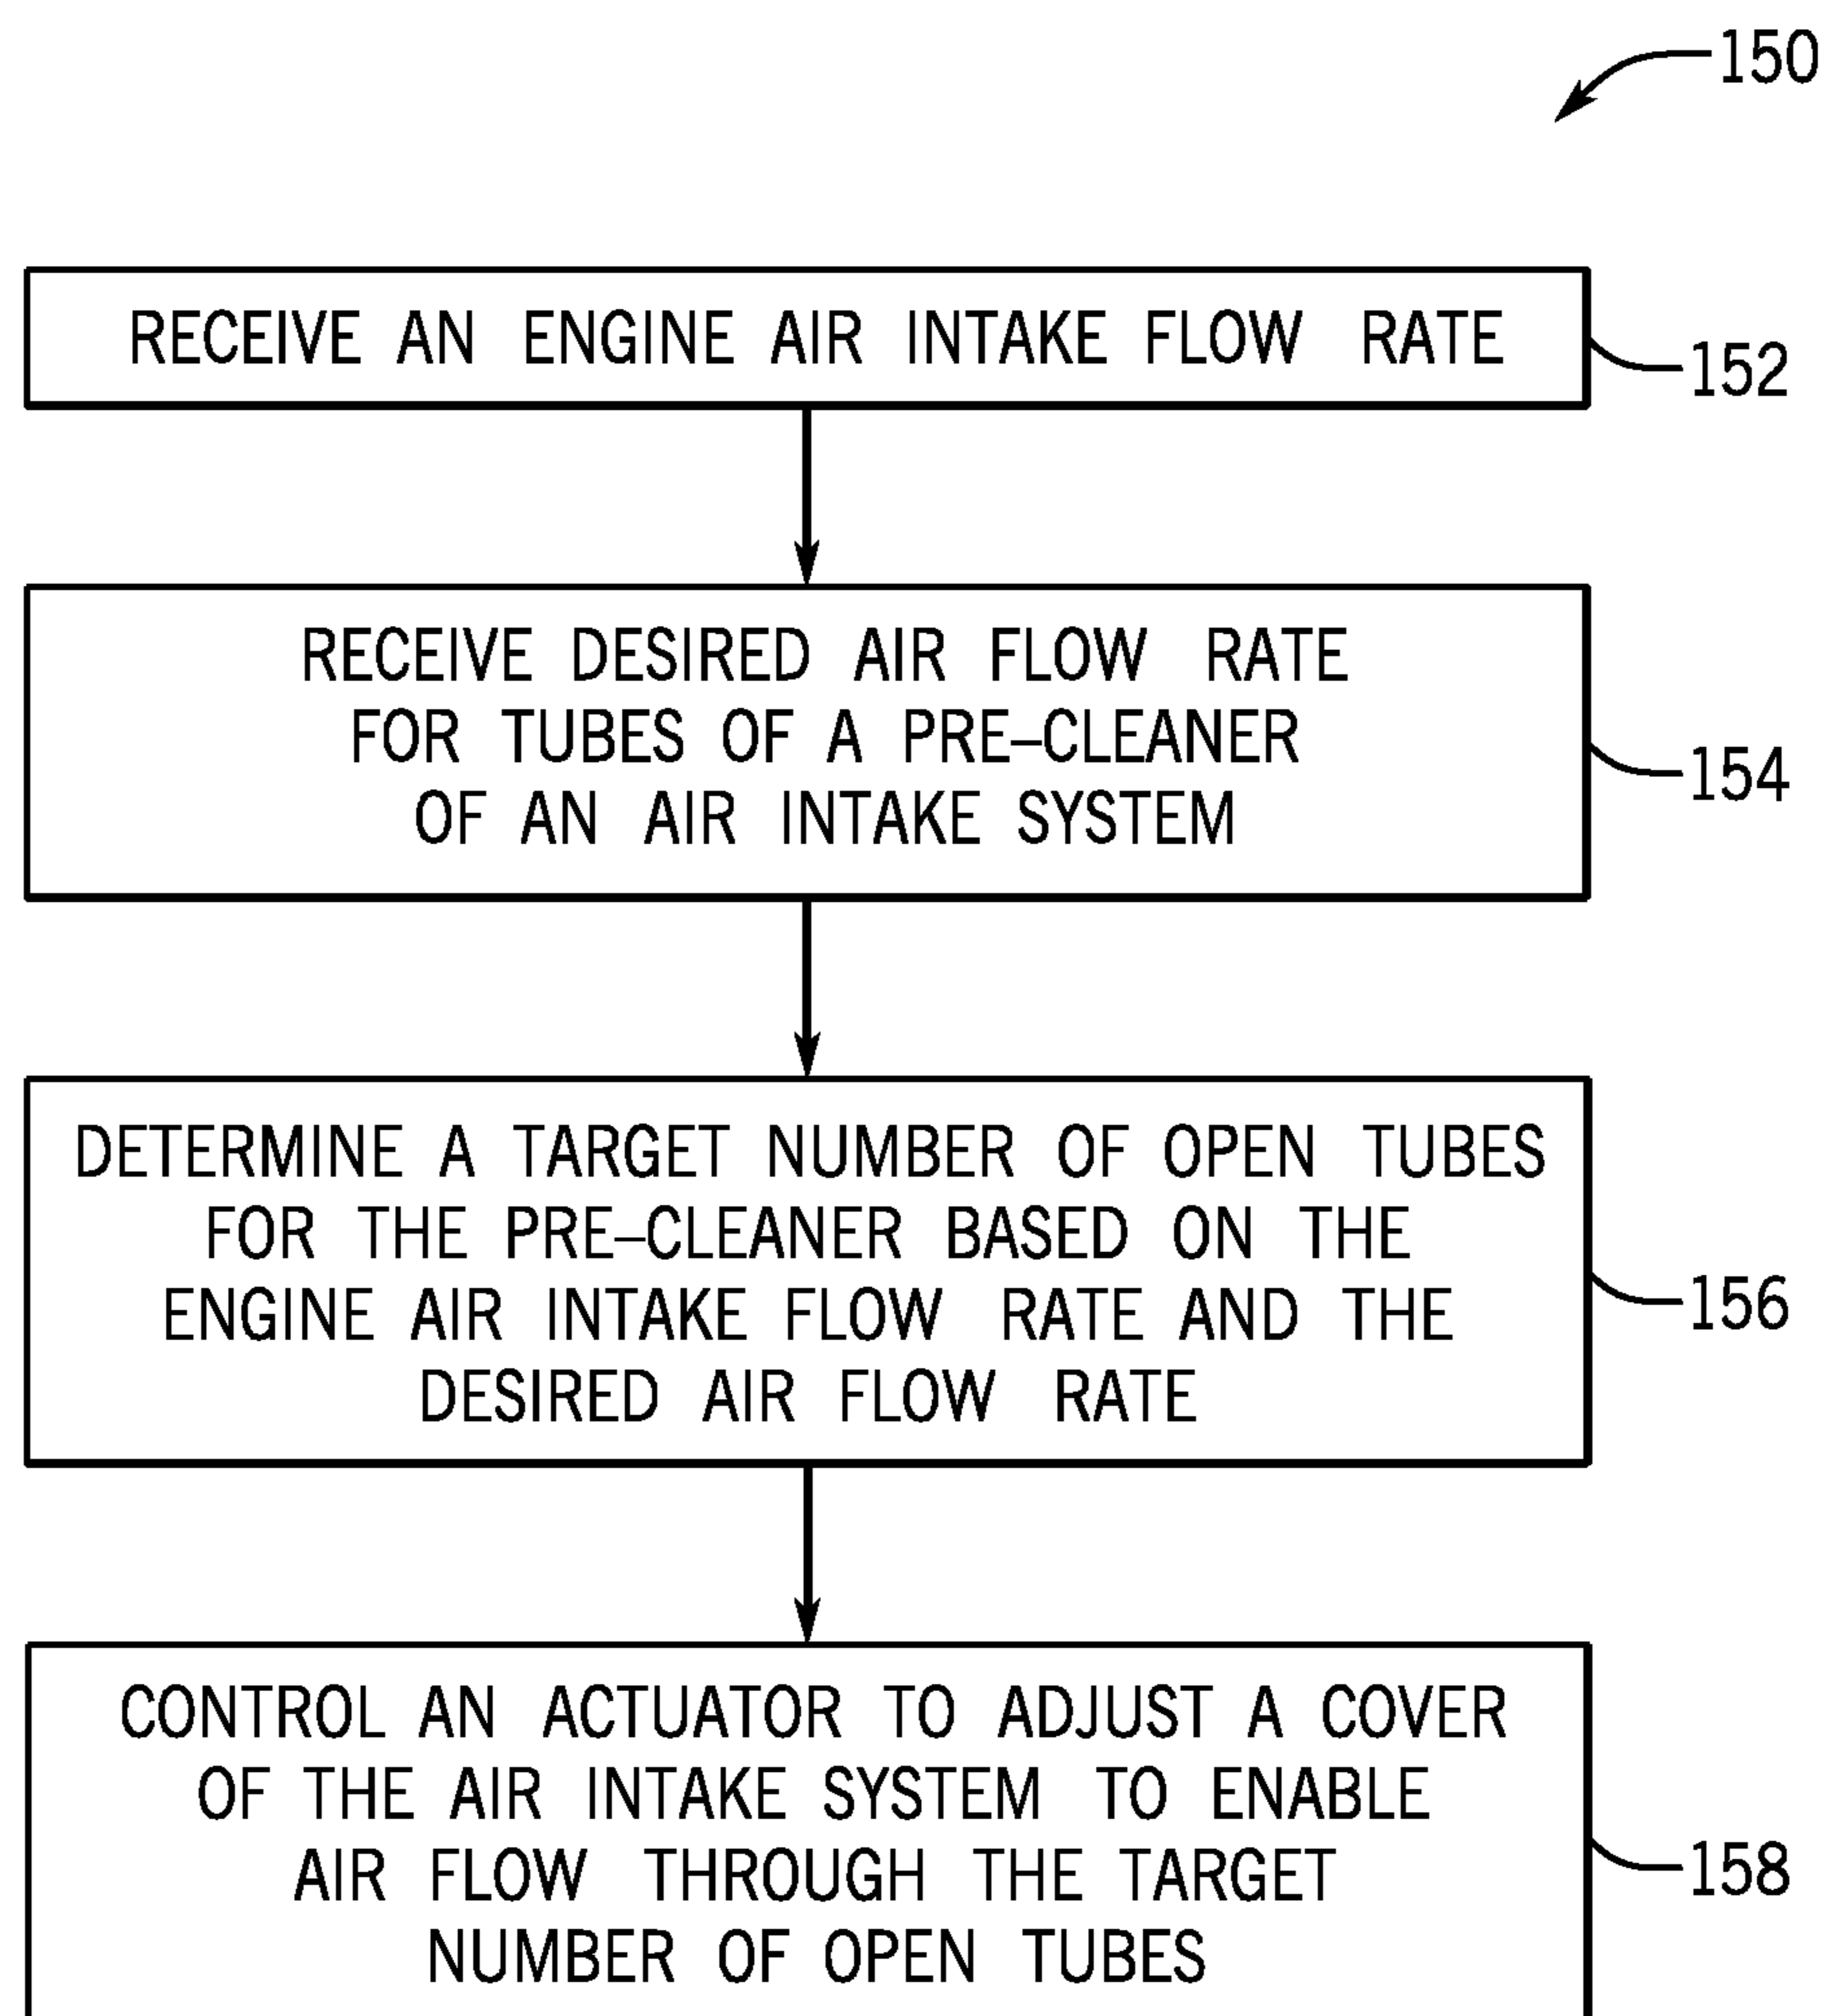 150
RECEIVE AN ENGINE AIR INTAKE FLOW RATE
152
RECEIVE DESIRED AIR FLOW RATE
FOR TUBES OF A PRE–CLEANER
OF AN AIR INTAKE SYSTEM
154
DETERMINE A TARGET NUMBER OF OPEN TUBES
FOR THE PRE–CLEANER BASED ON THE
ENGINE AIR INTAKE FLOW RATE AND THE
DESIRED AIR FLOW RATE
156
CONTROL AN ACTUATOR TO ADJUST A COVER
OF THE AIR INTAKE SYSTEM TO ENABLE
AIR FLOW THROUGH THE TARGET
NUMBER OF OPEN TUBES
158